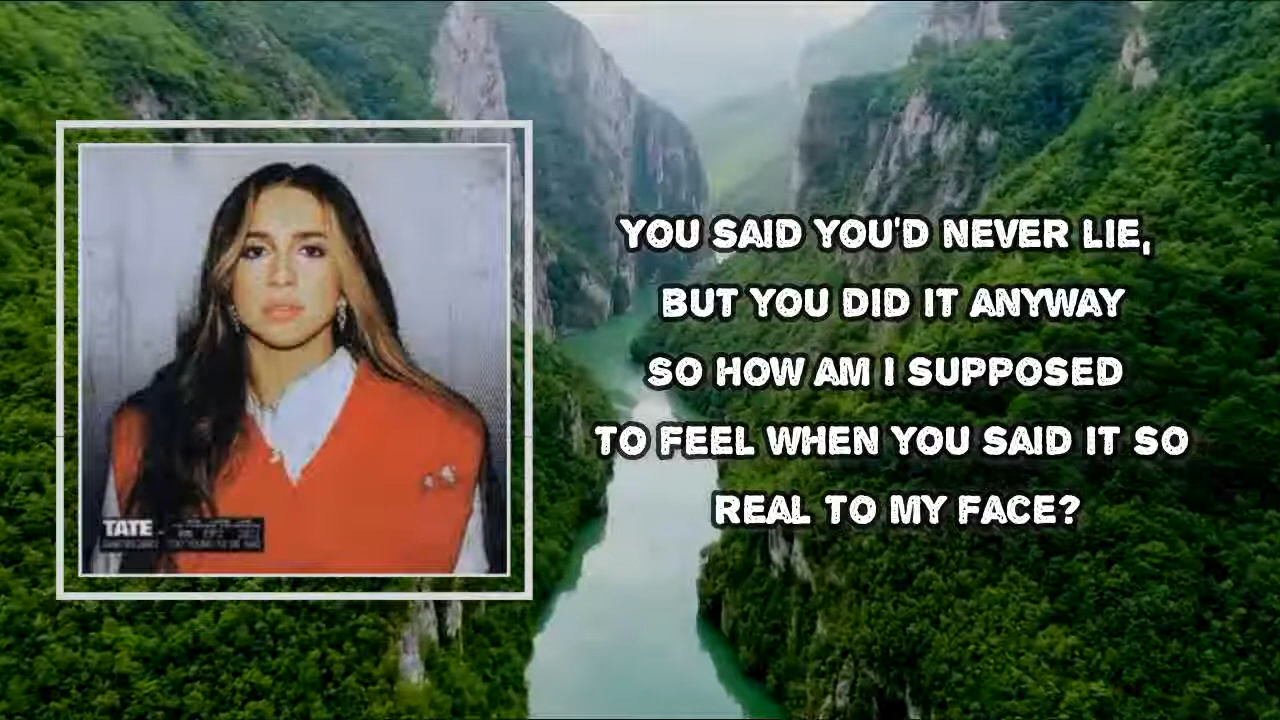 YOU SAID YOU'D NEVER LIE,
BUT YOU DID IT ANYWAY
SO HOW AM I SUPPOSED
TO FEEL WHEN YOU SAID IT SO
REAL TO MY FACE?
TATE